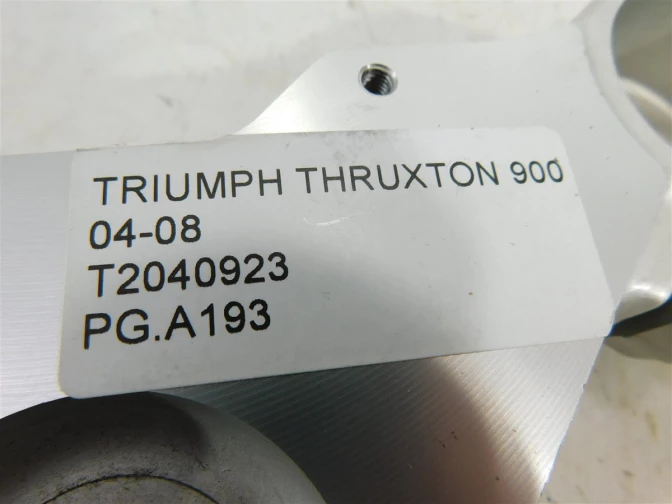 TRIUMPH THRUXTON 900
04-08
T2040923
PG.A193